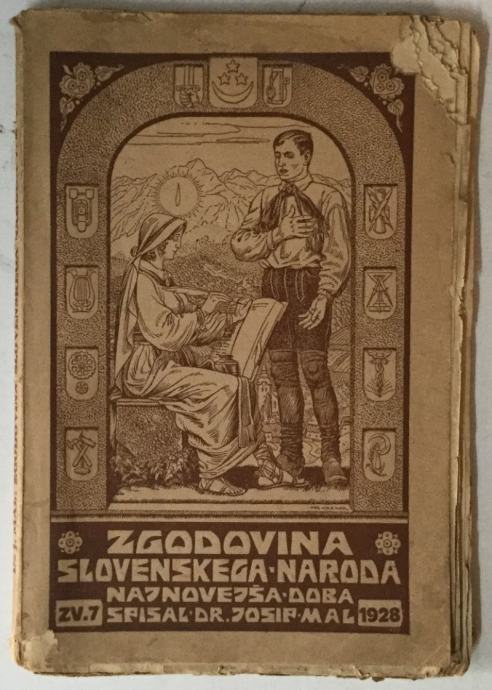 ZGODOVINA
SLOVENSKEGA·NARODA
NAJNOVEJŠA·DOBA
ZV.7 SPISAL·DR.JOSIP·MAL 1928